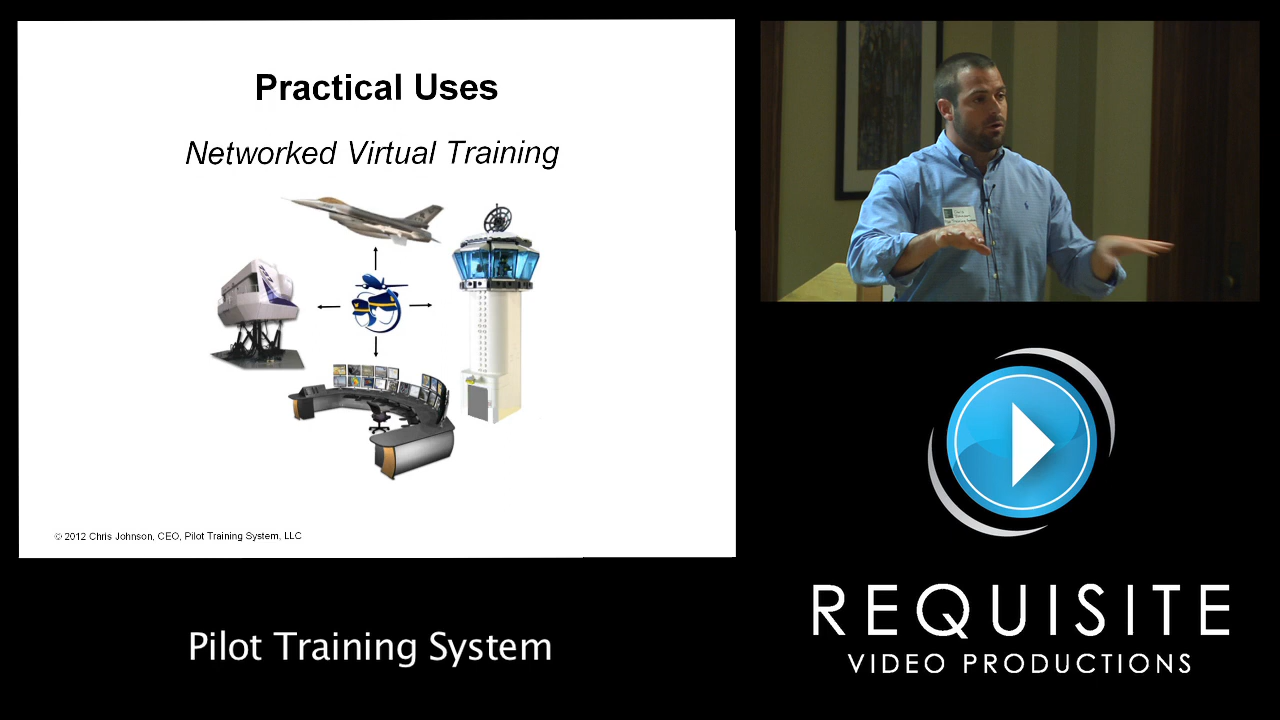 Practical Uses
Networked Virtual Training
© 2012 Chris Johnson, CEO, Pilot Training System, LLC
Pilot Training System
REQUISITE
VIDEO PRODUCTIONS